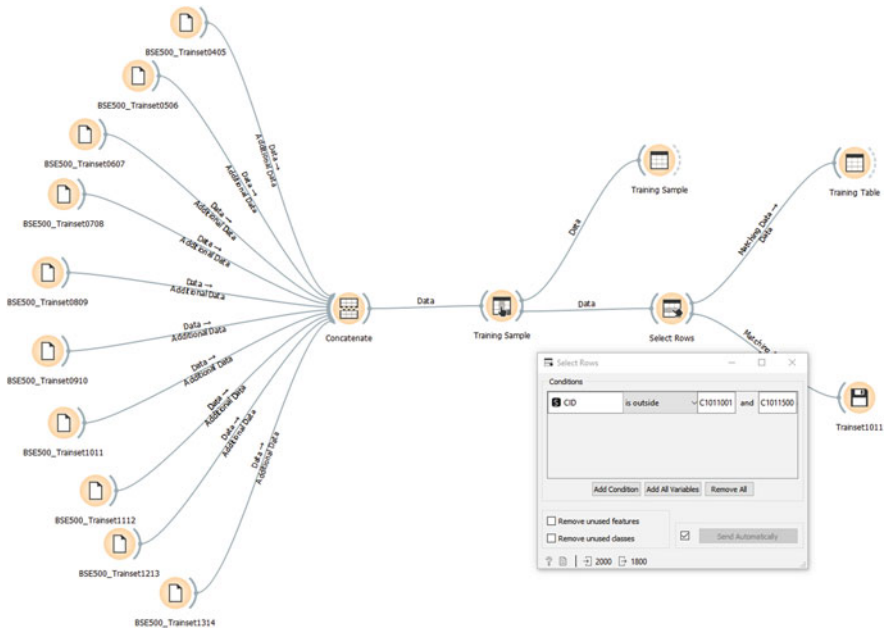 BSE500_Trainset0405
Data →
Additional Data
BSE500_Trainset0506
Data →
Additional Data
BSE500_Trainset0607
Data →
Additional Data
BSE500_Trainset0708
Data →
Additional Data
BSE500_Trainset0809
Data →
Additional Data
BSE500_Trainset0910
Data →
Additional Data
BSE500_Trainset1011
Data →
Additional Data
BSE500_Trainset1112
Data →
Additional Data
BSE500_Trainset1213
Data →
Additional Data
BSE500_Trainset1314
Data →
Additional Data
Concatenate
Data
Training Sample
Data
Training Sample
Data
Select Rows
Matching Data →
Data
Training Table
Matching
Trainset1011
Select Rows
Conditions
S CID is outside C1011001 and C1011500
Add Condition Add All Variables Remove All
Remove unused features
Remove unused classes
Send Automatically
? 2000 1800